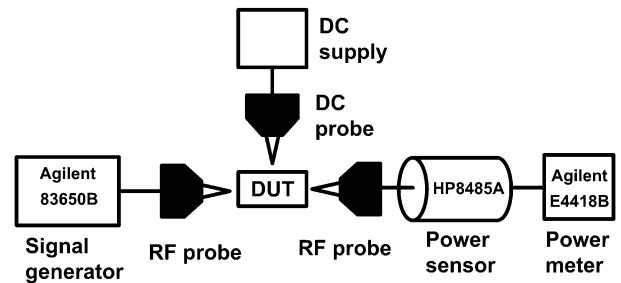 DC
supply
DC
probe
Agilent
83650B
DUT
HP8485A
Agilent
E4418B
Signal
generator
RF probe
RF probe
Power
sensor
Power
meter